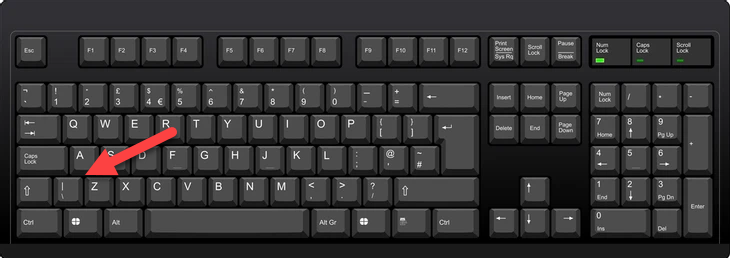 Esc F1 F2 F3 F4 F5 F6 F7 F8 F9 F10 F11 F12 Print Screen Sys Rq Scroll Lock Pause Break Num Lock Caps Lock Scroll Lock
¬ ! 1 " 2 £ 3 $ 4 € % 5 ^ 6 & 7 * 8 ( 9 ) 0 - + = ← Insert Home Page Up Num Lock / * -
Q W E R T Y U I O P { [ } ] Delete End Page Down 7 Home 8 ↑ 9 Pg Up +
Caps Lock A S D F G H J K L : ; @ ' ~ # 4 ← 5 6 →
⇧ | \ Z X C V B N M < , > . ? / ⇧ ↑ 1 End 2 ↓ 3 Pg Dn Enter
Ctrl Alt Alt Gr Ctrl ← ↓ → 0 Ins . Del